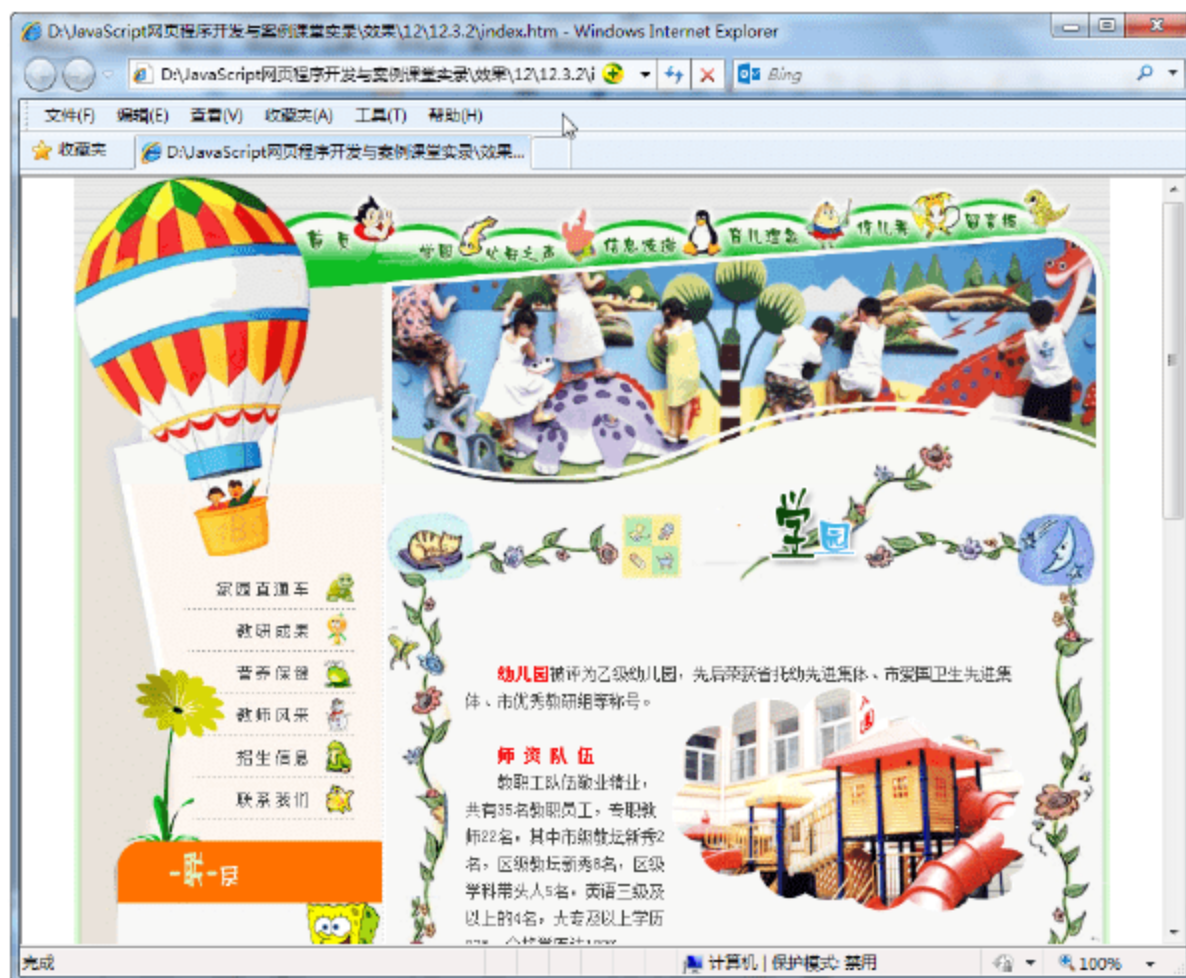 D:\JavaScript网页程序开发与案例课堂实录\效果\12\12.3.2\index.htm - Windows Internet Explorer
D:\JavaScript网页程序开发与案例课堂实录\效果\12\12.3.2\i
Bing
文件(F) 编辑(E) 查看(V) 收藏夹(A) 工具(T) 帮助(H)
收藏夹 D:\JavaScript网页程序开发与案例课堂实录\效果...
首页 学园 信息快递 育儿理念 留言板
学园
家园直通车
教研成果
营养保健
教师风采
招生信息
联系我们
幼儿园被评为乙级幼儿园，先后荣获省托幼先进集体、市爱国卫生先进集
体、市优秀教研组等称号。
师资队伍
教职工队伍敬业精业，
共有35名教职员工，专职教
师22名，其中市级教坛新秀2
名，区级教坛新秀8名，区级
学科带头人5名，英语三级及
以上的4名，大专及以上学历
完成 计算机 | 保护模式: 禁用 100%